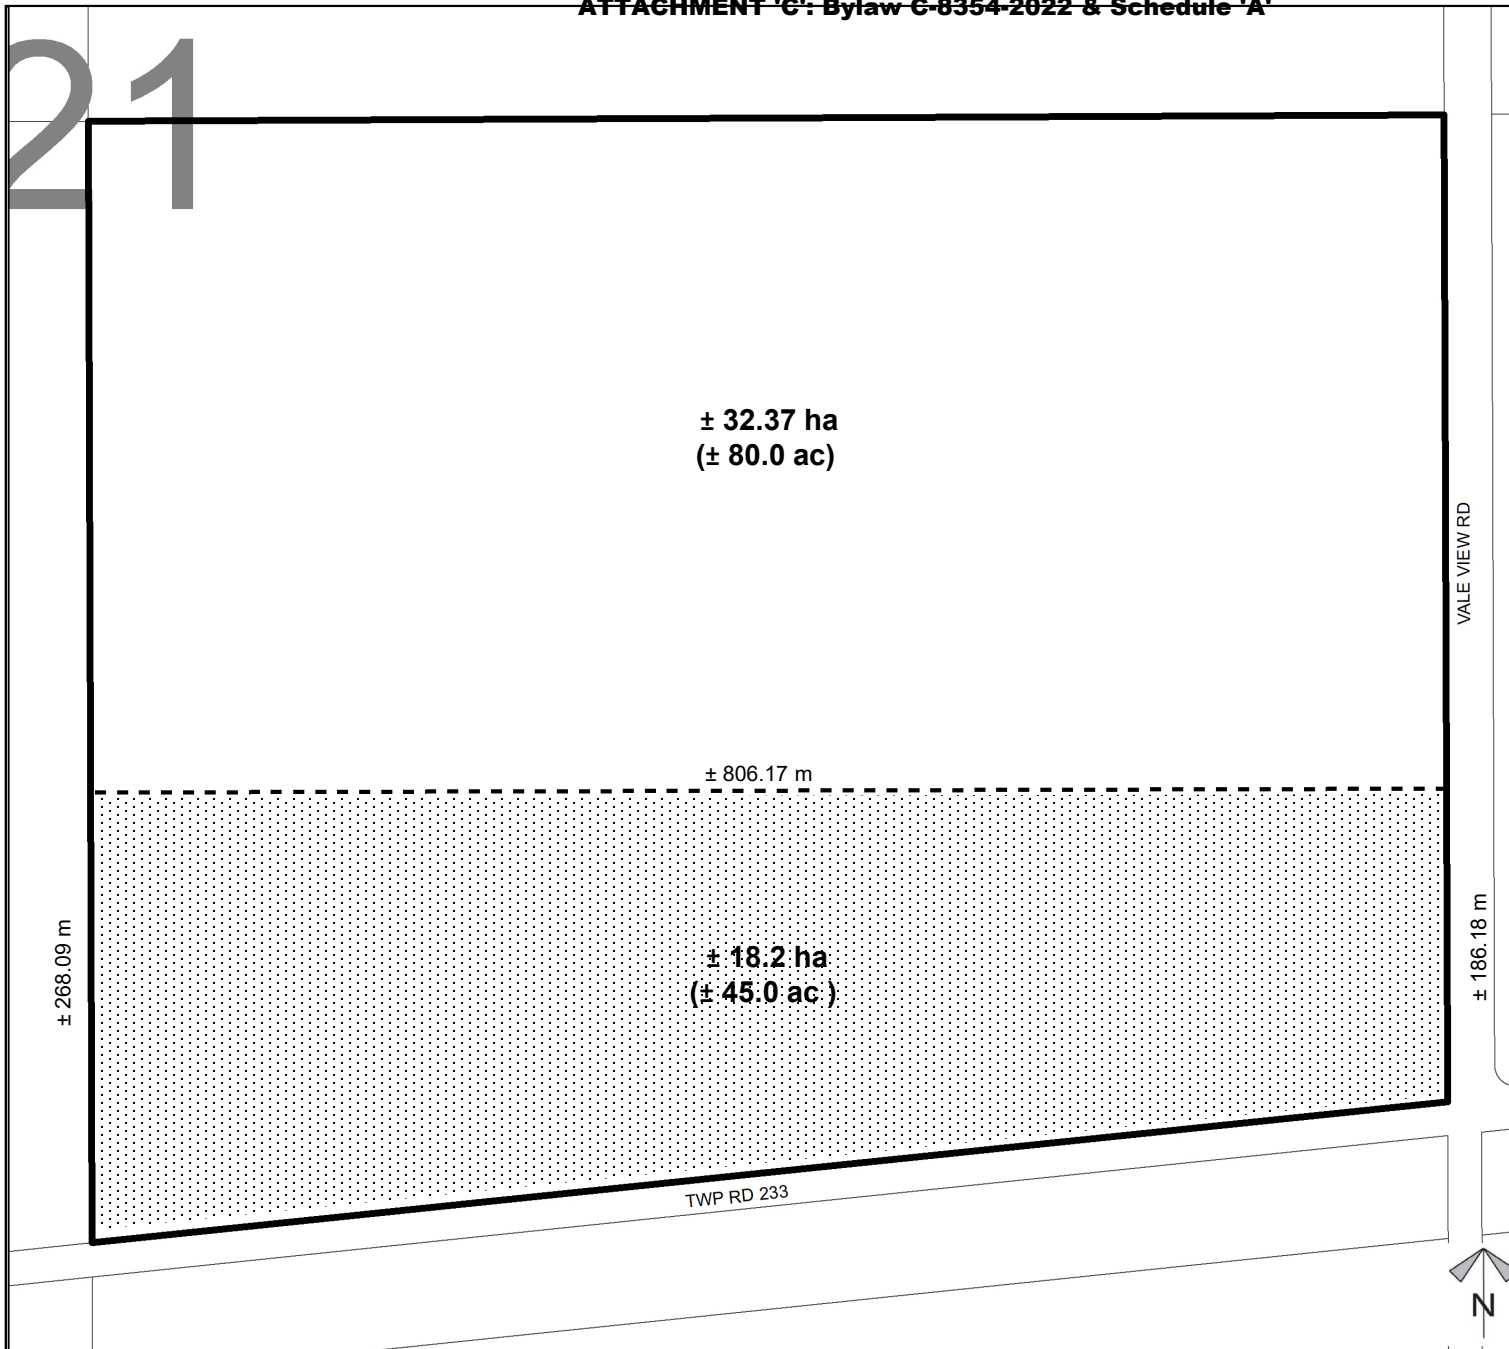 ATTACHMENT 'C': Bylaw C-8354-2022 & Schedule 'A'
21
± 32.37 ha
(± 80.0 ac)
VALE VIEW RD
± 806.17 m
± 268.09 m
± 18.2 ha
(± 45.0 ac )
± 186.18 m
TWP RD 233
N